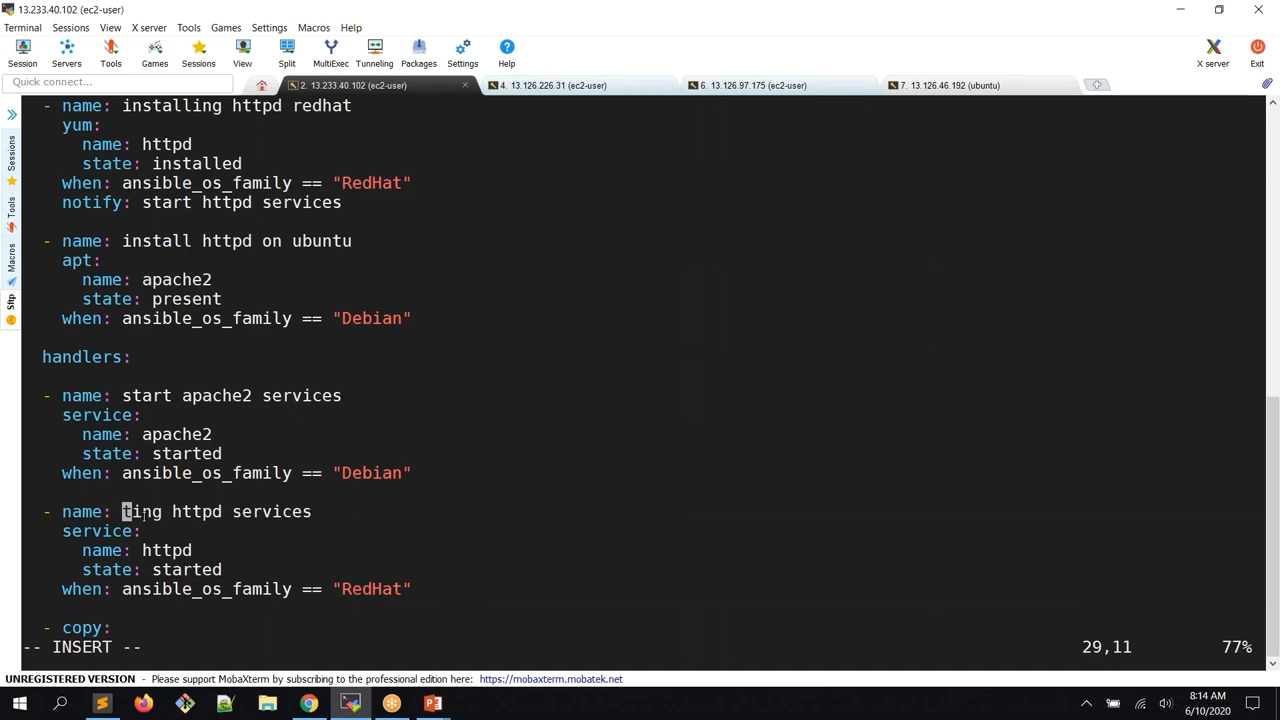 13.233.40.102 (ec2-user)
Terminal Sessions View X server Tools Games Settings Macros Help
Session Servers Tools Games Sessions View Split MultiExec Tunneling Packages Settings Help X server Exit
Quick connect... 2. 13.233.40.102 (ec2-user) 4. 13.126.226.31 (ec2-user) 6. 13.126.97.175 (ec2-user) 7. 13.126.46.192 (ubuntu)
Sessions
Tools
Macros
Sftp
- name: installing httpd redhat
yum:
name: httpd
state: installed
when: ansible_os_family == "RedHat"
notify: start httpd services
- name: install httpd on ubuntu
apt:
name: apache2
state: present
when: ansible_os_family == "Debian"
handlers:
- name: start apache2 services
service:
name: apache2
state: started
when: ansible_os_family == "Debian"
- name: ting httpd services
service:
name: httpd
state: started
when: ansible_os_family == "RedHat"
- copy:
-- INSERT -- 29,11 77%
UNREGISTERED VERSION - Please support MobaXterm by subscribing to the professional edition here: https://mobaxterm.mobatek.net
8:14 AM
6/10/2020